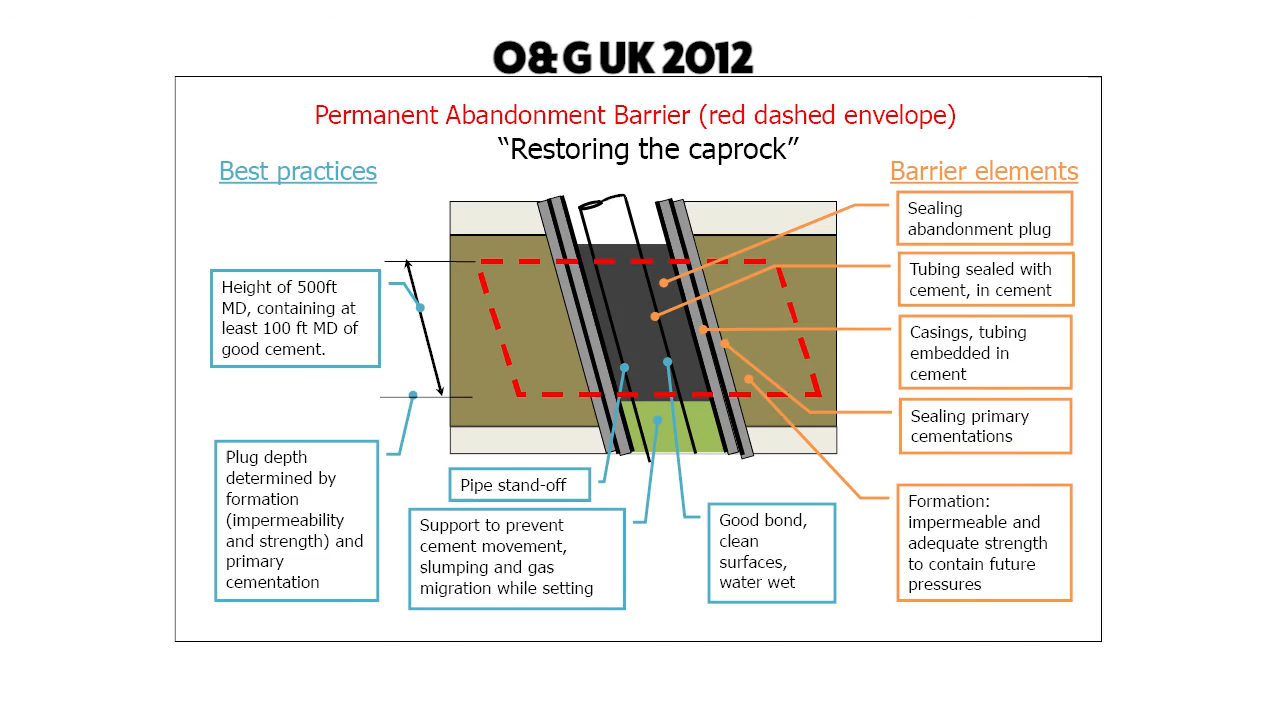 O&G UK 2012
Permanent Abandonment Barrier (red dashed envelope)
“Restoring the caprock”
Best practices
Barrier elements
Height of 500ft
MD, containing at
least 100 ft MD of
good cement.
Plug depth
determined by
formation
(impermeability
and strength) and
primary
cementation
Pipe stand-off
Support to prevent
cement movement,
slumping and gas
migration while setting
Good bond,
clean
surfaces,
water wet
Sealing
abandonment plug
Tubing sealed with
cement, in cement
Casings, tubing
embedded in
cement
Sealing primary
cementations
Formation:
impermeable and
adequate strength
to contain future
pressures